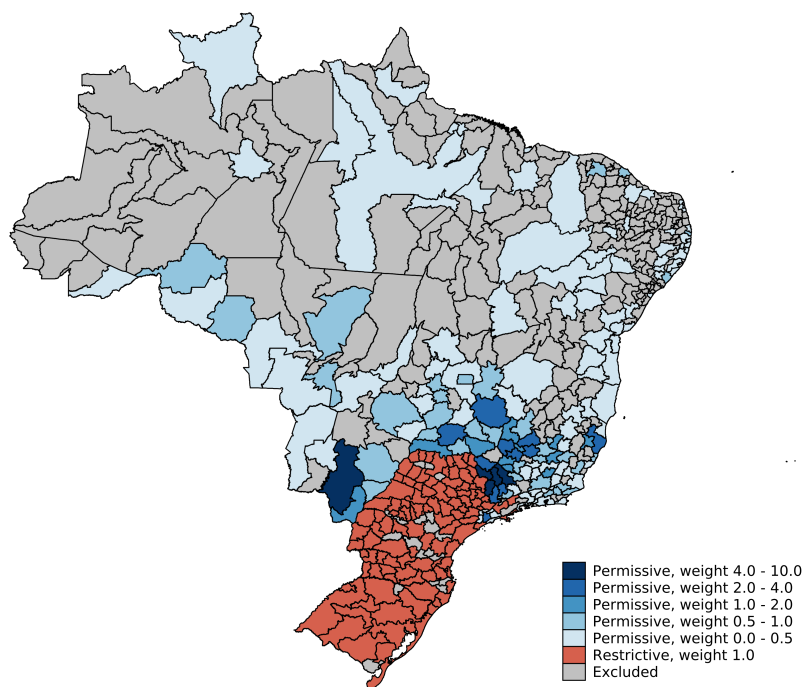 Permissive, weight 4.0 - 10.0
Permissive, weight 2.0 - 4.0
Permissive, weight 1.0 - 2.0
Permissive, weight 0.5 - 1.0
Permissive, weight 0.0 - 0.5
Restrictive, weight 1.0
Excluded